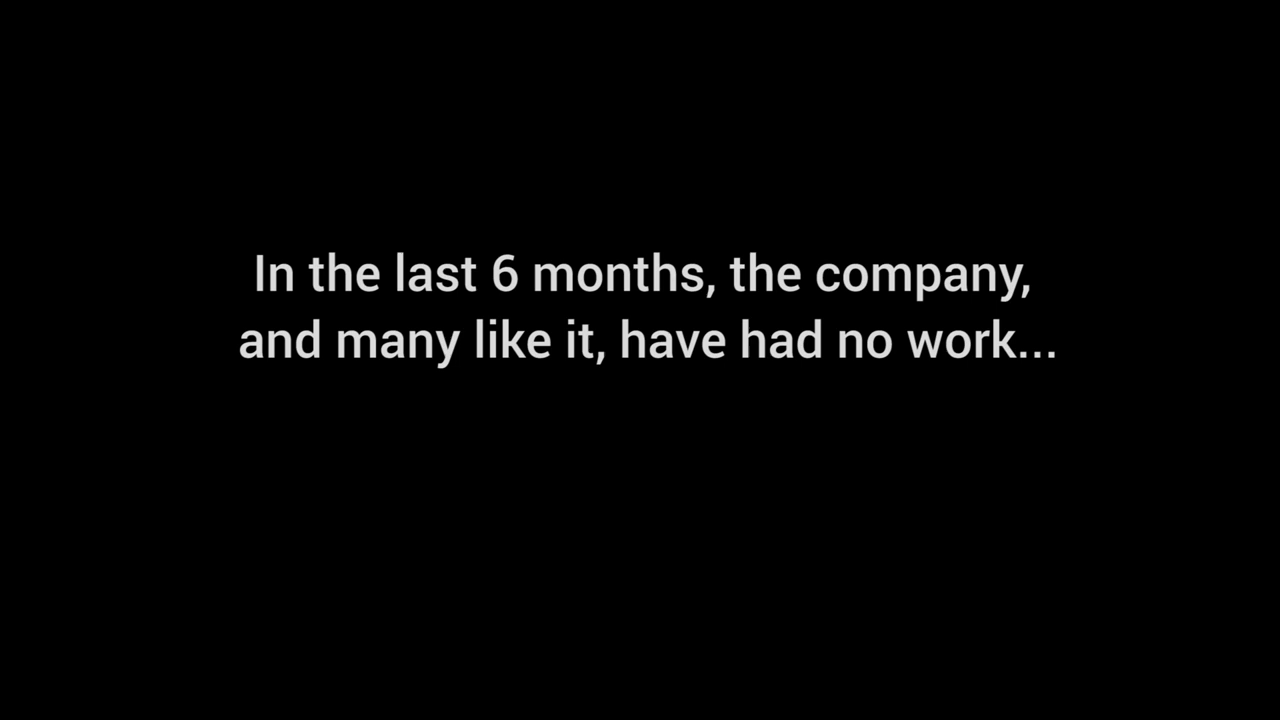 In the last 6 months, the company,
and many like it, have had no work...